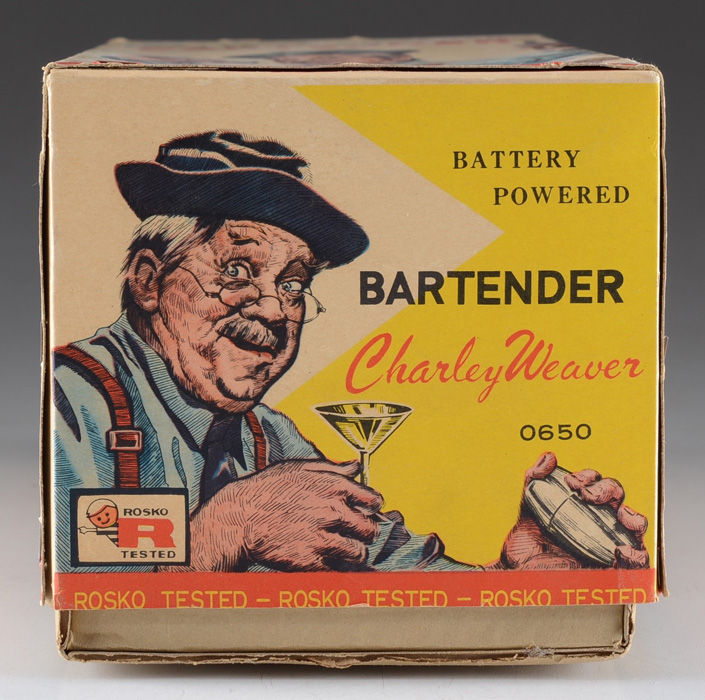 BATTERY
POWERED
BARTENDER
Charley Weaver
0650
ROSKO
R
TESTED
ROSKO TESTED – ROSKO TESTED – ROSKO TESTED